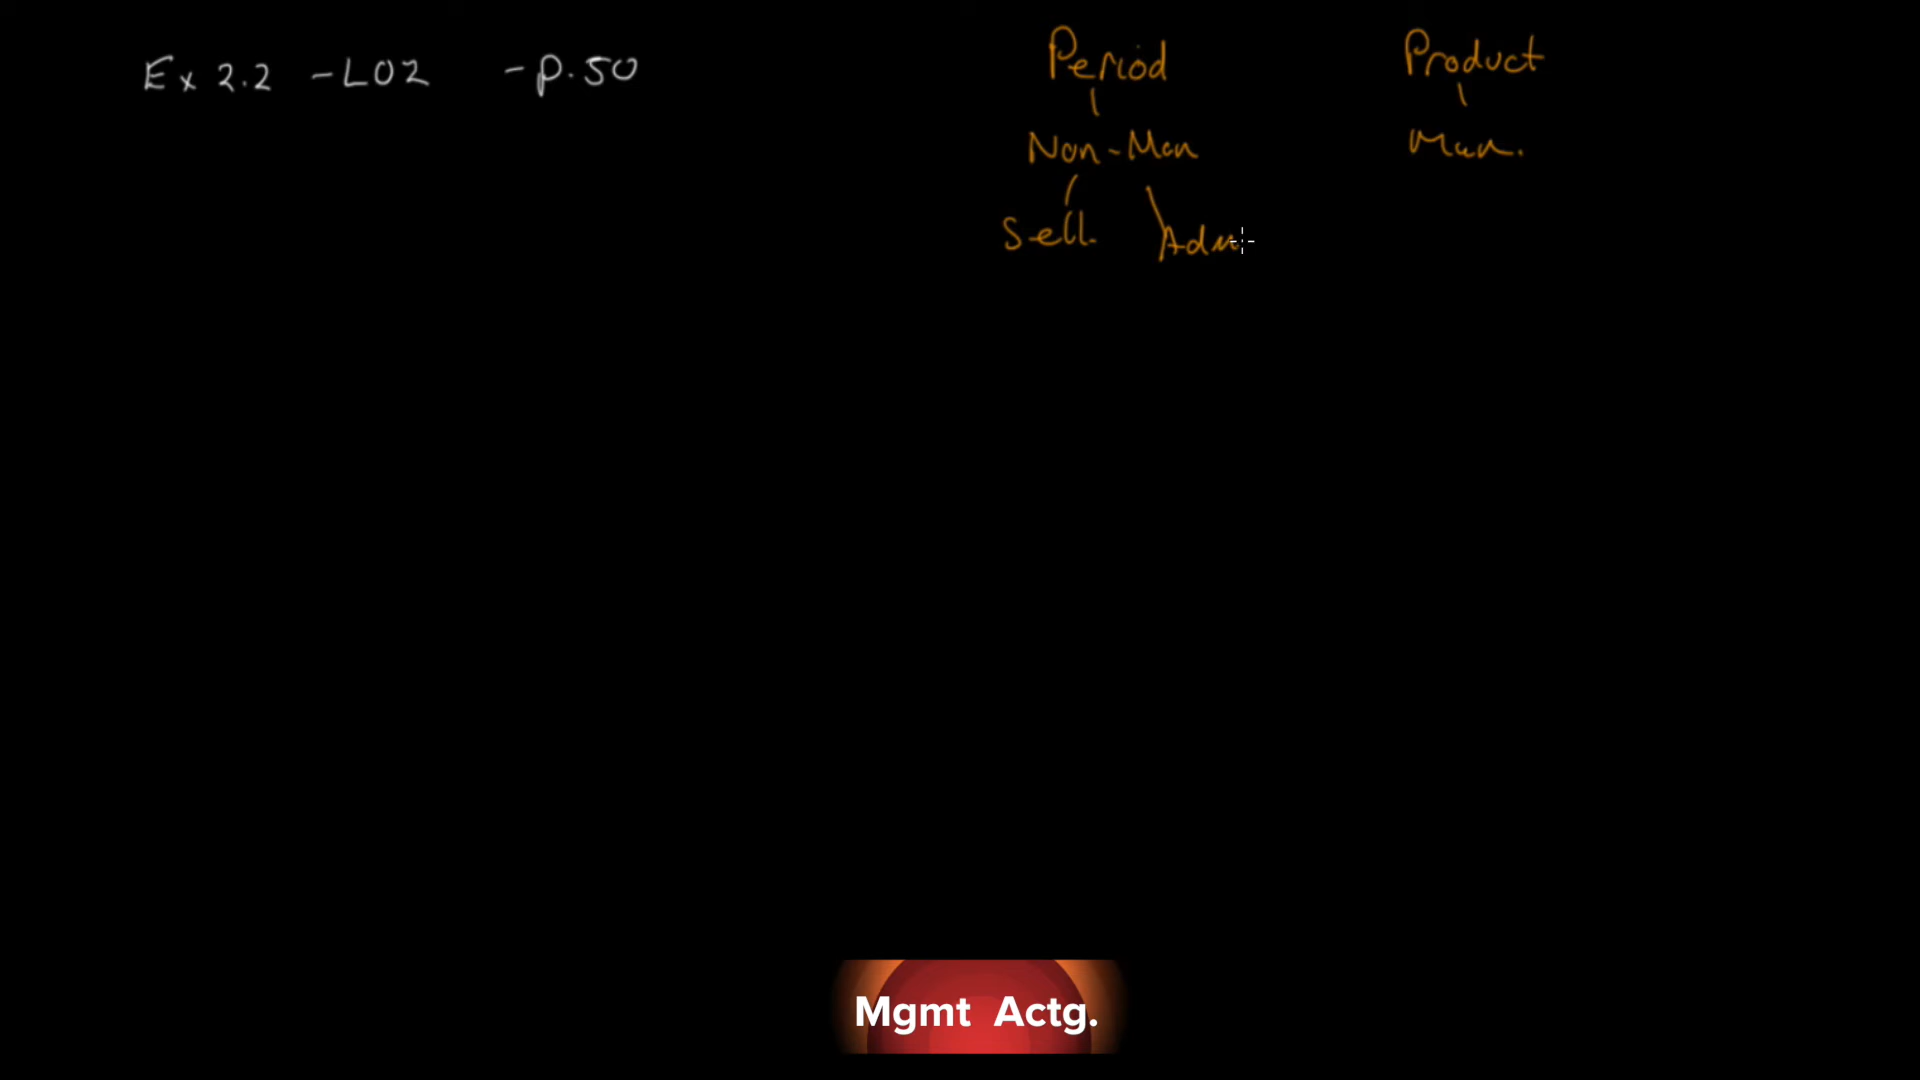 Ex 2.2 - LO2 - p.50
Period
Product
Non-Man
Man.
Sell.
Adm
Mgmt Actg.